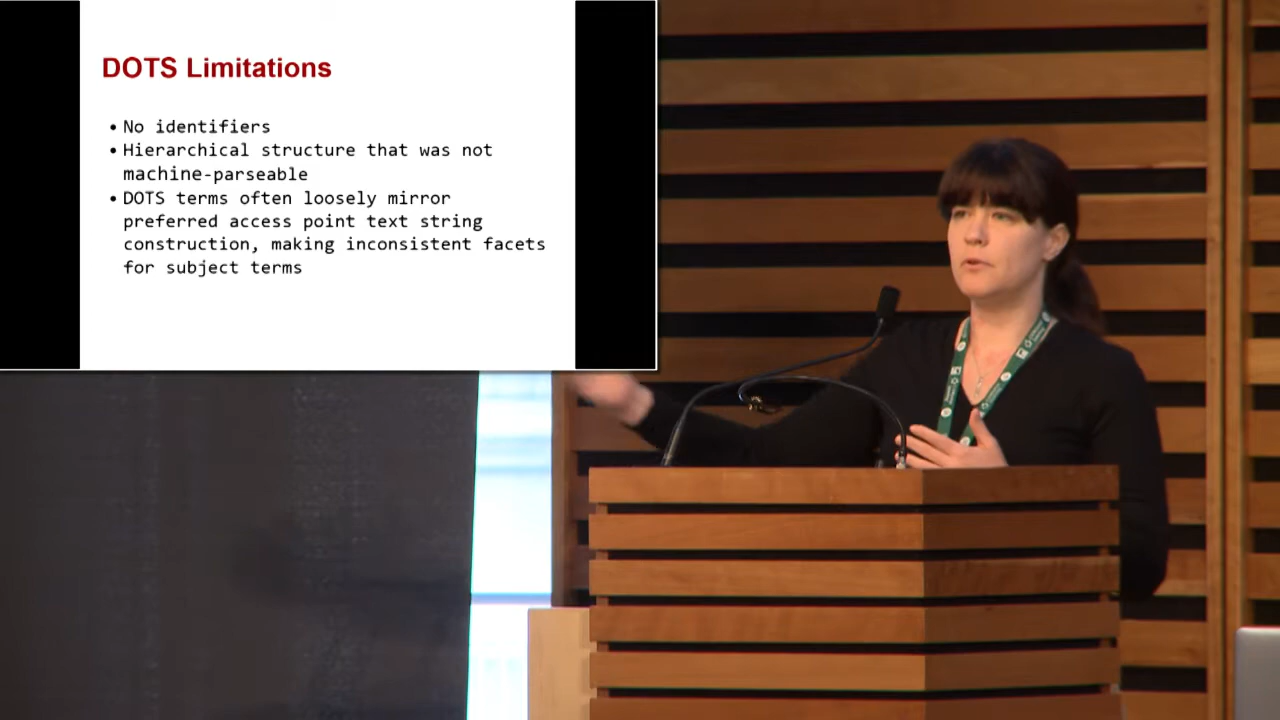 DOTS Limitations
• No identifiers
• Hierarchical structure that was not
machine-parseable
• DOTS terms often loosely mirror
preferred access point text string
construction, making inconsistent facets
for subject terms